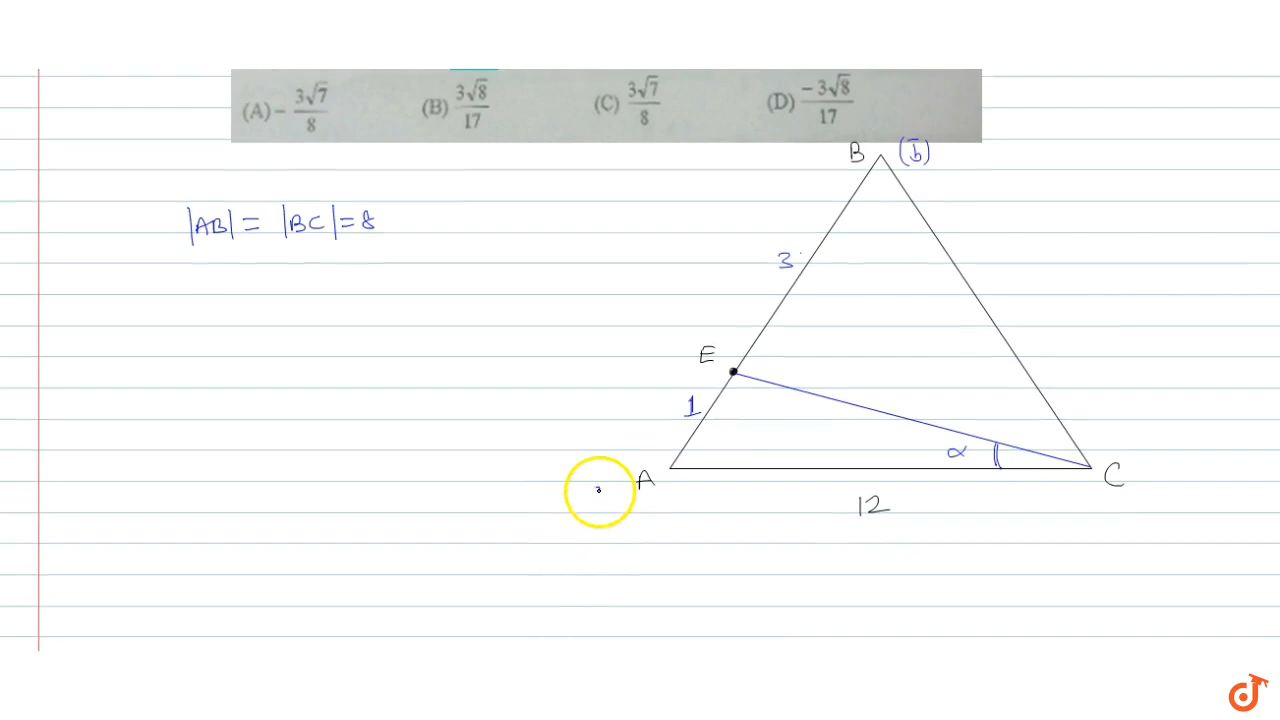 (A) - 3√7/8 (B) 3√8/17 (C) 3√7/8 (D) -3√8/17
B (b̄)
|AB| = |BC| = 8
3
E
1
α
A
C
12